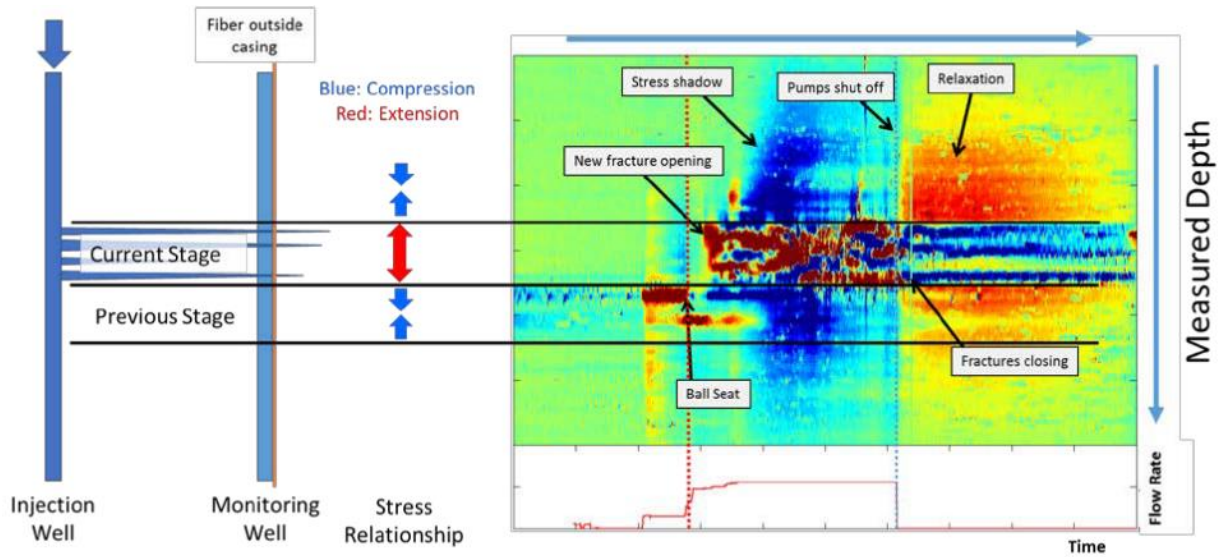 Fiber outside
casing
Blue: Compression
Red: Extension
Current Stage
Previous Stage
Injection
Well
Monitoring
Well
Stress
Relationship
Stress shadow
Pumps shut off
Relaxation
New fracture opening
Fractures closing
Ball Seat
Measured Depth
Flow Rate
Time